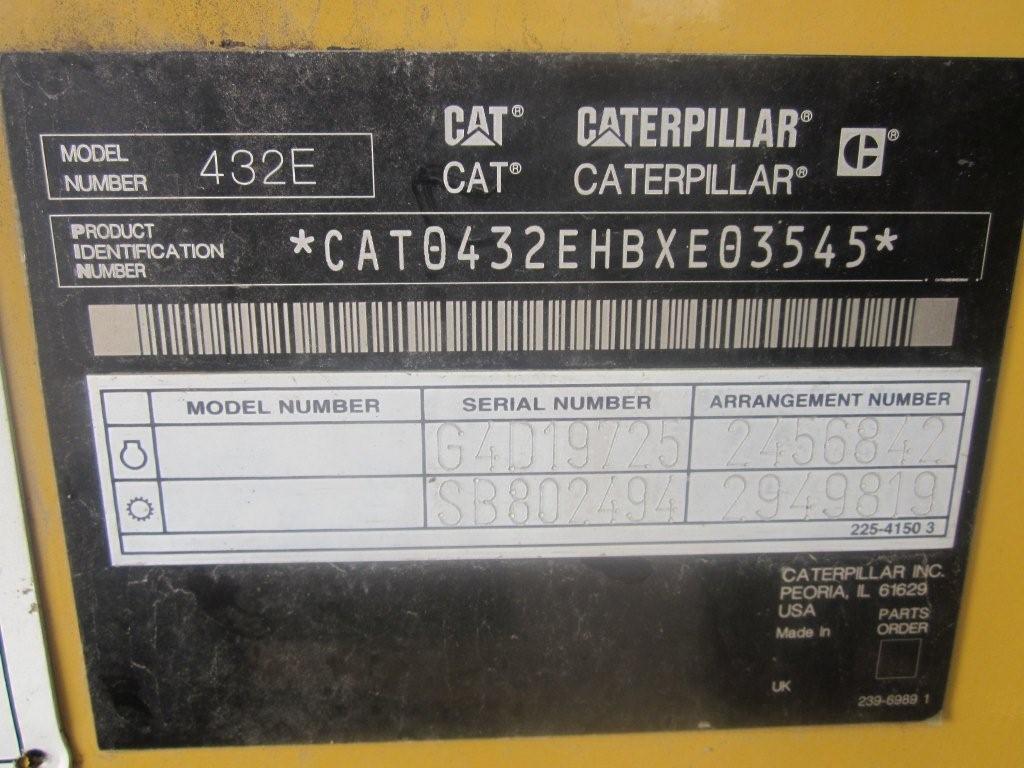 CAT® CATERPILLAR® ®
CAT® CATERPILLAR®
MODEL NUMBER 432E
PRODUCT IDENTIFICATION NUMBER *CAT0432EHBXE03545*
MODEL NUMBER SERIAL NUMBER ARRANGEMENT NUMBER
G4D19725 2456842
SB802494 2949819
225-4150 3
CATERPILLAR INC.
PEORIA, IL 61629
USA PARTS
Made In ORDER
UK
239-6989 1